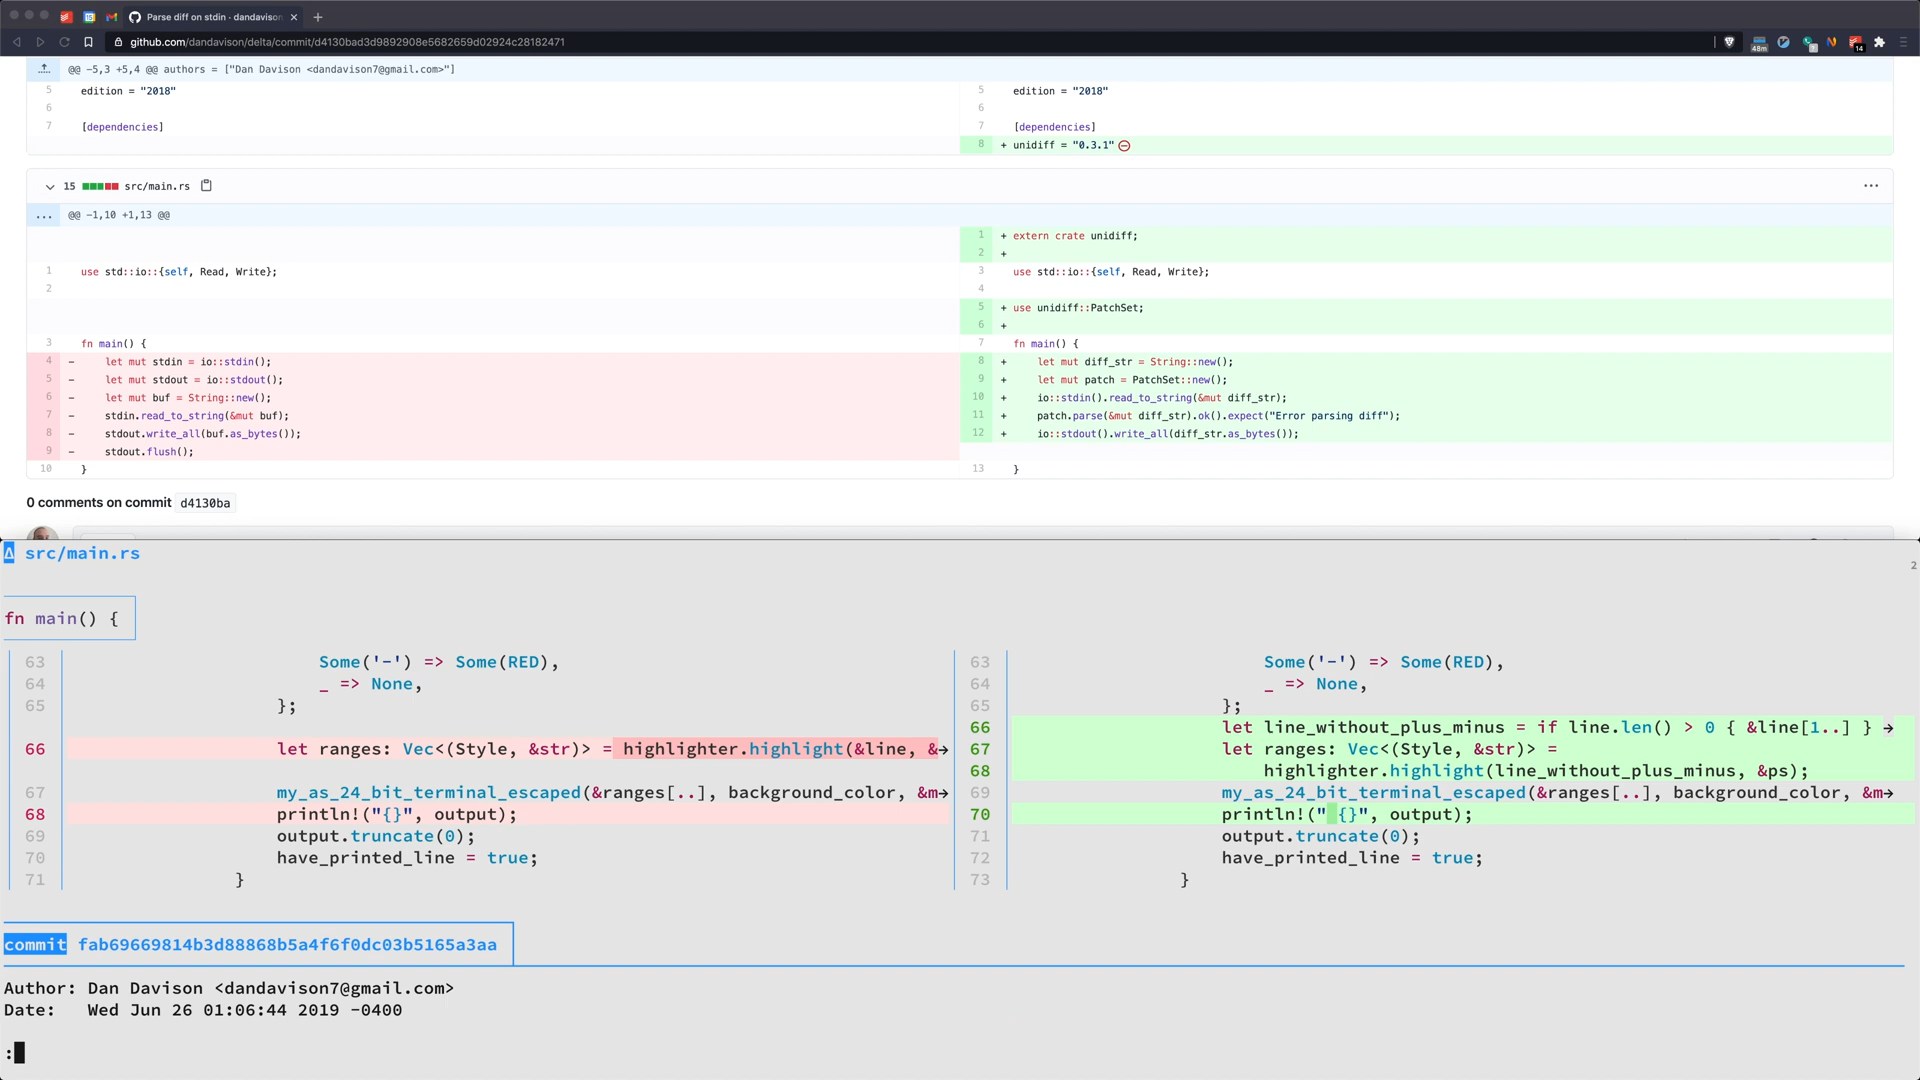 Parse diff on stdin · dandavison
github.com/dandavison/delta/commit/d4130bad3d9892908e5682659d02924c28182471
48m
14
@@ -5,3 +5,4 @@ authors = ["Dan Davison <dandavison7@gmail.com>"]
5 edition = "2018" 5 edition = "2018"
6 6
7 [dependencies] 7 [dependencies]
8 + unidiff = "0.3.1"
15 src/main.rs
@@ -1,10 +1,13 @@
1 + extern crate unidiff;
2 +
1 use std::io::{self, Read, Write}; 3 use std::io::{self, Read, Write};
2 4
5 + use unidiff::PatchSet;
6 +
3 fn main() { 7 fn main() {
4 - let mut stdin = io::stdin(); 8 + let mut diff_str = String::new();
5 - let mut stdout = io::stdout(); 9 + let mut patch = PatchSet::new();
6 - let mut buf = String::new(); 10 + io::stdin().read_to_string(&mut diff_str);
7 - stdin.read_to_string(&mut buf); 11 + patch.parse(&mut diff_str).ok().expect("Error parsing diff");
8 - stdout.write_all(buf.as_bytes()); 12 + io::stdout().write_all(diff_str.as_bytes());
9 - stdout.flush();
10 } 13 }
0 comments on commit d4130ba
Δ src/main.rs
2
fn main() {
63 Some('-') => Some(RED), 63 Some('-') => Some(RED),
64 _ => None, 64 _ => None,
65 }; 65 };
66 let line_without_plus_minus = if line.len() > 0 { &line[1..] } →
66 let ranges: Vec<(Style, &str)> = highlighter.highlight(&line, &→ 67 let ranges: Vec<(Style, &str)> =
68 highlighter.highlight(line_without_plus_minus, &ps);
67 my_as_24_bit_terminal_escaped(&ranges[..], background_color, &m→ 69 my_as_24_bit_terminal_escaped(&ranges[..], background_color, &m→
68 println!("{}", output); 70 println!(" {}", output);
69 output.truncate(0); 71 output.truncate(0);
70 have_printed_line = true; 72 have_printed_line = true;
71 } 73 }
commit fab69669814b3d88868b5a4f6f0dc03b5165a3aa
Author: Dan Davison <dandavison7@gmail.com>
Date: Wed Jun 26 01:06:44 2019 -0400
: